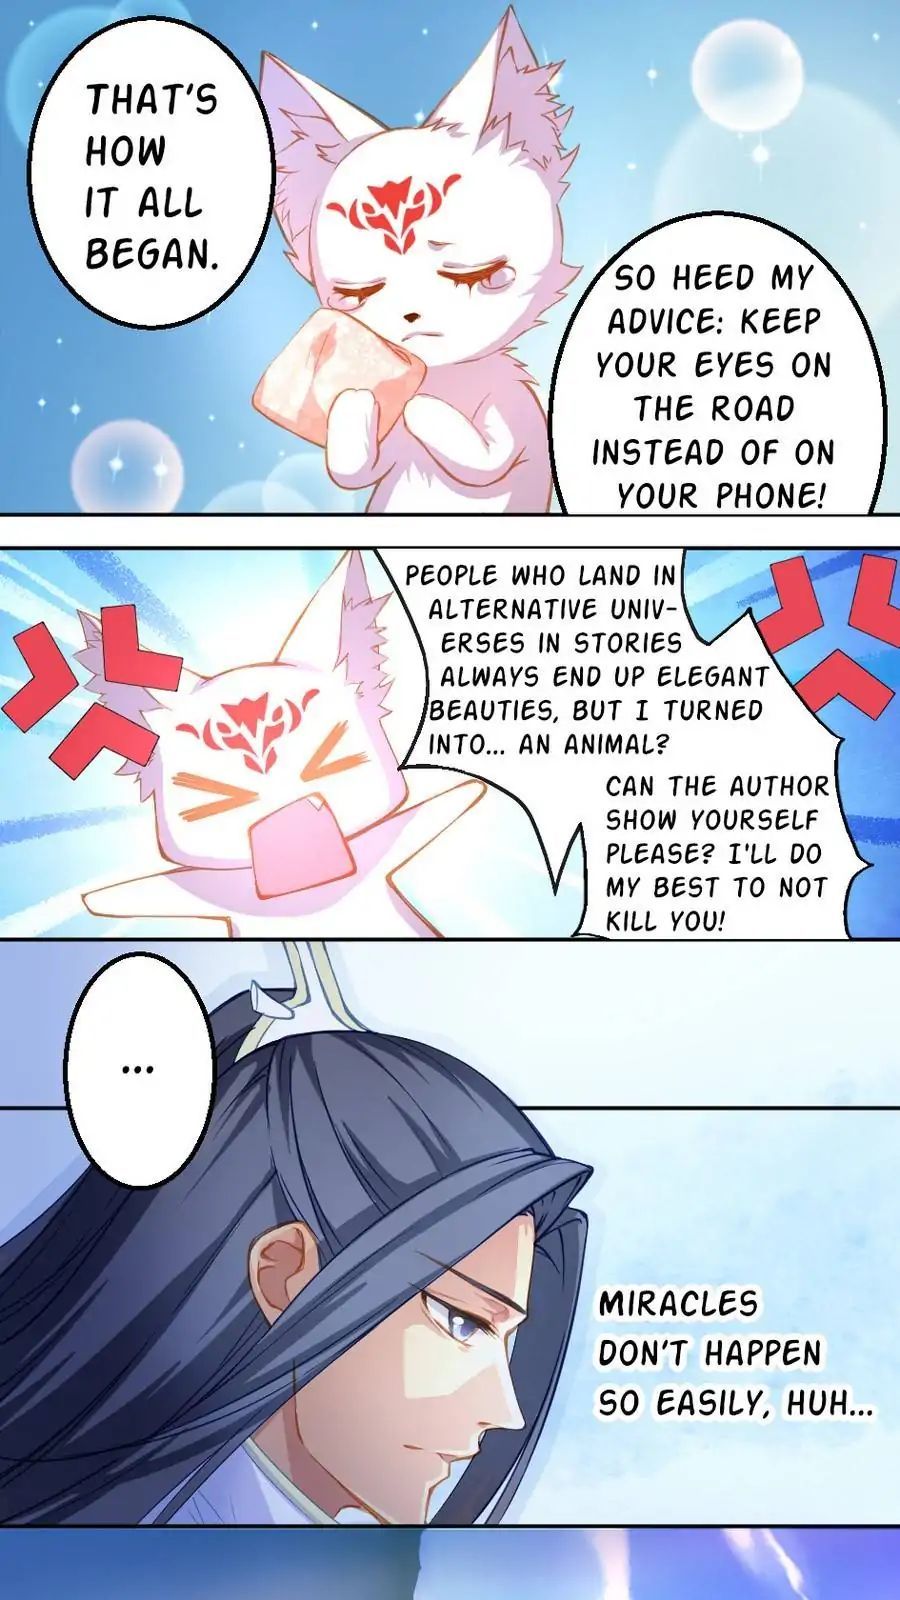 THAT'S
HOW
IT ALL
BEGAN.
SO HEED MY
ADVICE: KEEP
YOUR EYES ON
THE ROAD
INSTEAD OF ON
YOUR PHONE!
PEOPLE WHO LAND IN
ALTERNATIVE UNIV-
ERSES IN STORIES
ALWAYS END UP ELEGANT
BEAUTIES, BUT I TURNED
INTO... AN ANIMAL?
CAN THE AUTHOR
SHOW YOURSELF
PLEASE? I'LL DO
MY BEST TO NOT
KILL YOU!
...
MIRACLES
DON'T HAPPEN
SO EASILY, HUH...